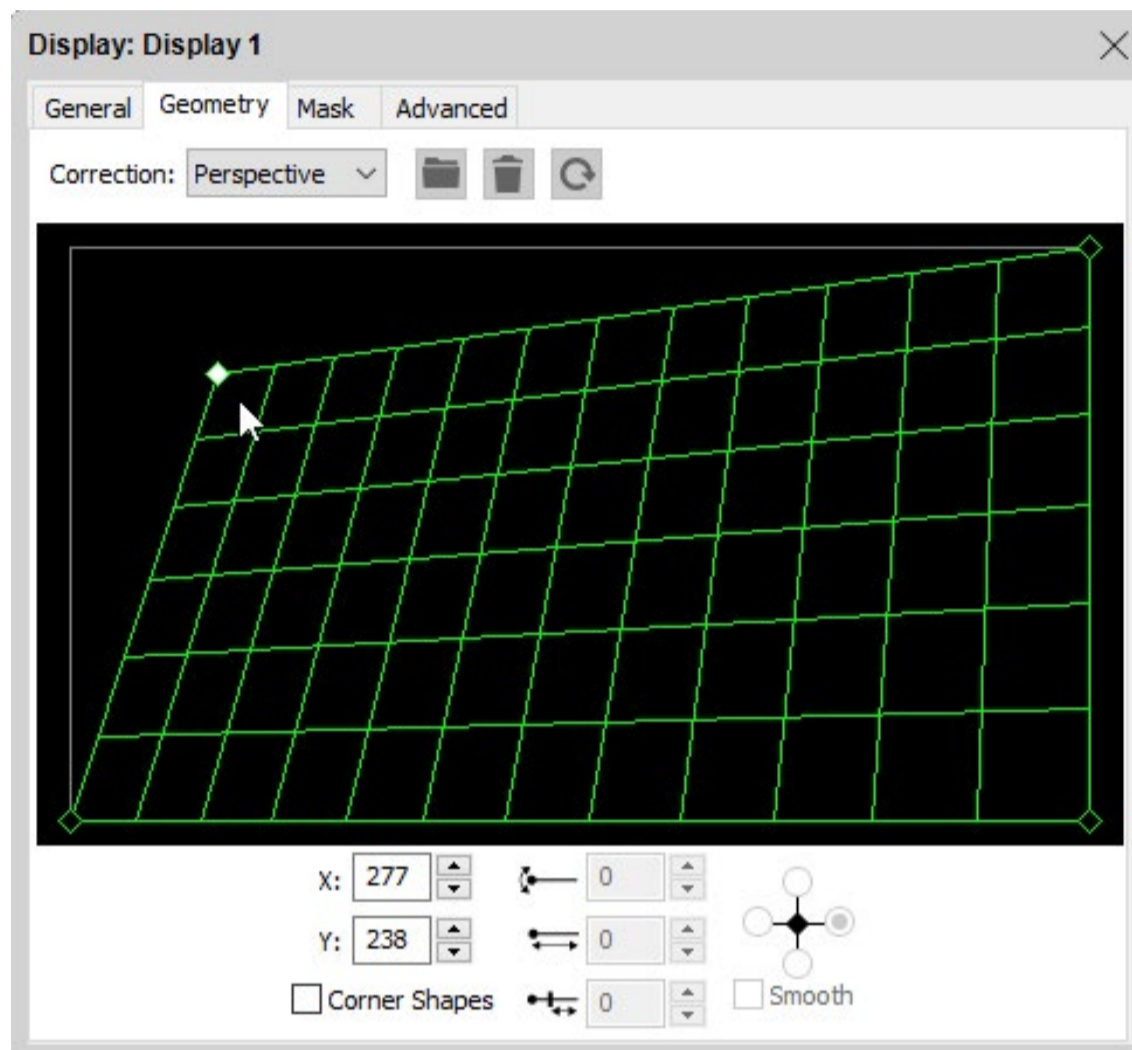 Display: Display 1
General Geometry Mask Advanced
Correction: Perspective
X: 277 0
Y: 238 0
Corner Shapes 0 Smooth